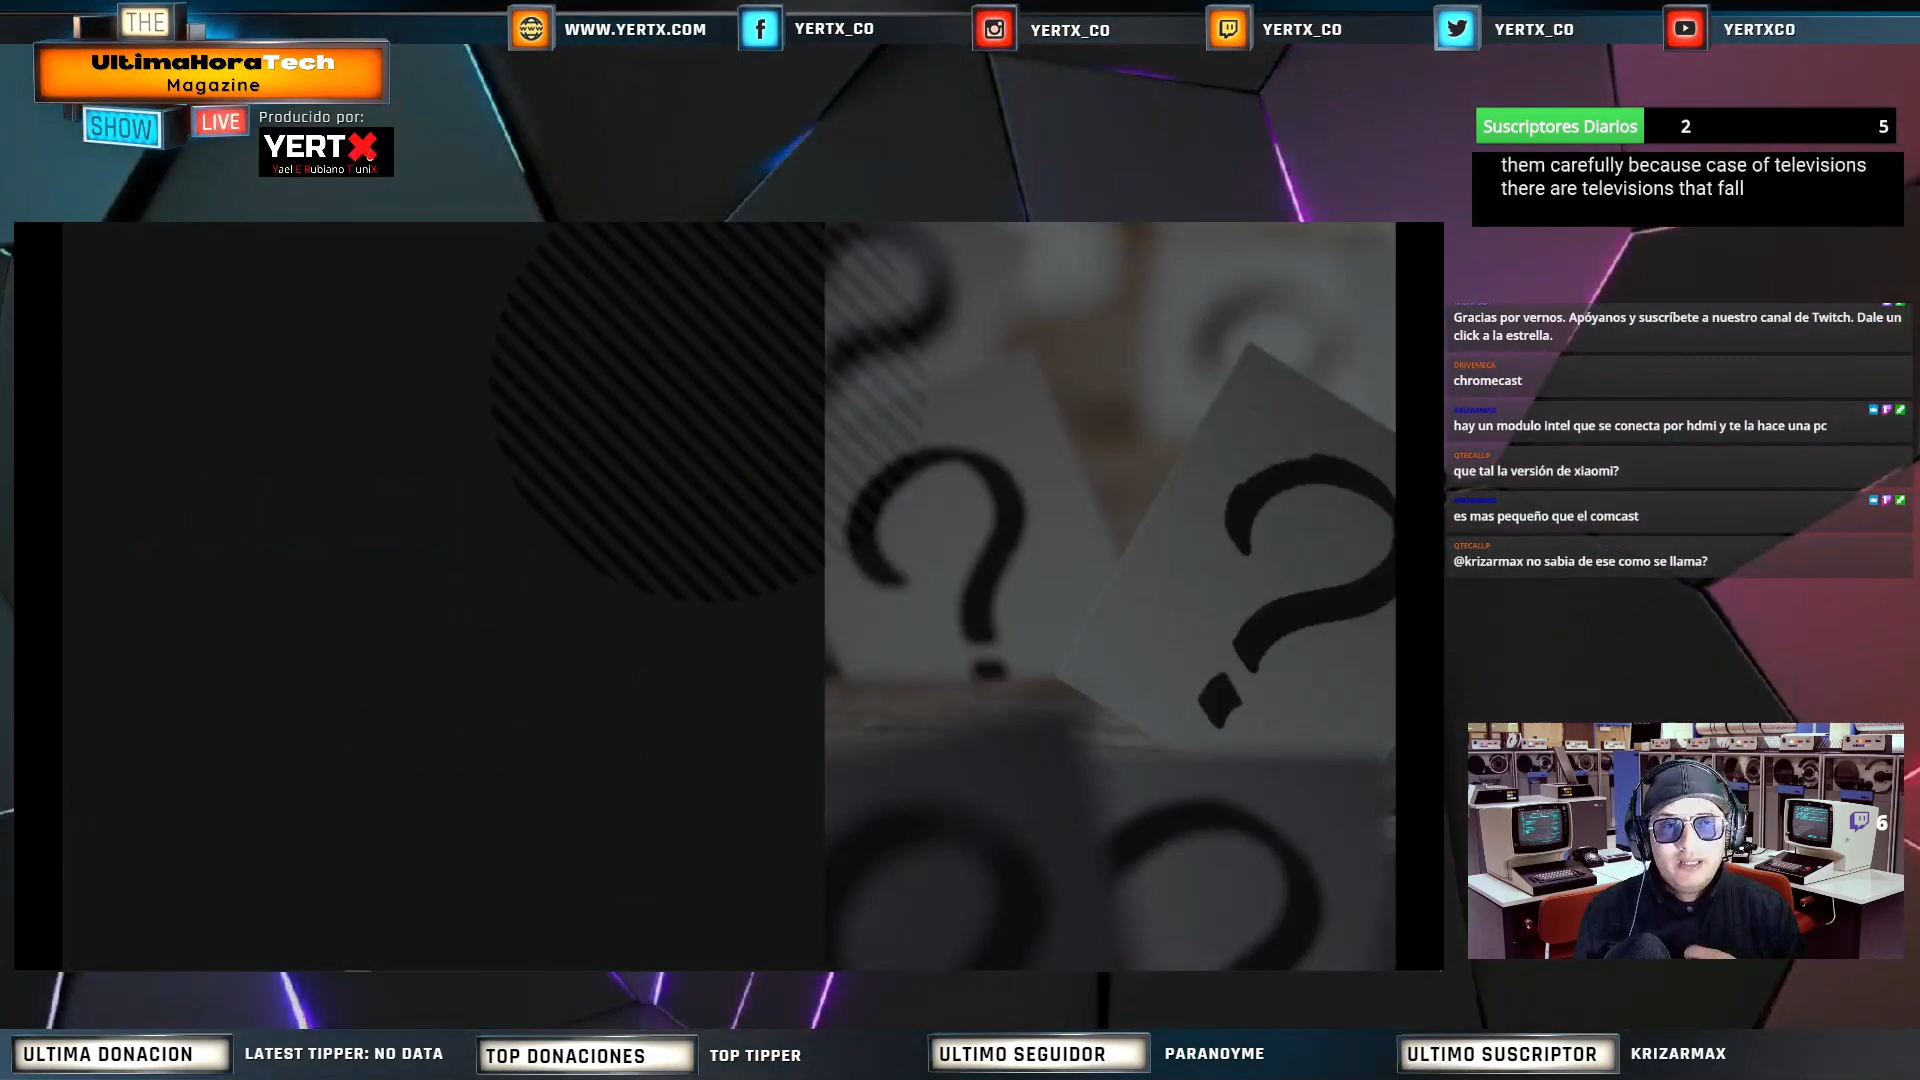 THE
WWW.YERTX.COM
YERTX_CO
YERTX_CO
YERTX_CO
YERTX_CO
YERTXCO
UltimaHoraTech
Magazine
SHOW
LIVE
Producido por:
YERTX
Yael E Rubiano T uniX
Suscriptores Diarios
2
5
them carefully because case of televisions
there are televisions that fall
Gracias por vernos. Apóyanos y suscríbete a nuestro canal de Twitch. Dale un
click a la estrella.
DRIVEMECA
chromecast
KRIZARMAX
hay un modulo intel que se conecta por hdmi y te la hace una pc
QTECALLP
que tal la versión de xiaomi?
KRIZARMAX
es mas pequeño que el comcast
QTECALLP
@krizarmax no sabia de ese como se llama?
?
?
6
ULTIMA DONACION
LATEST TIPPER: NO DATA
TOP DONACIONES
TOP TIPPER
ULTIMO SEGUIDOR
PARANOYME
ULTIMO SUSCRIPTOR
KRIZARMAX